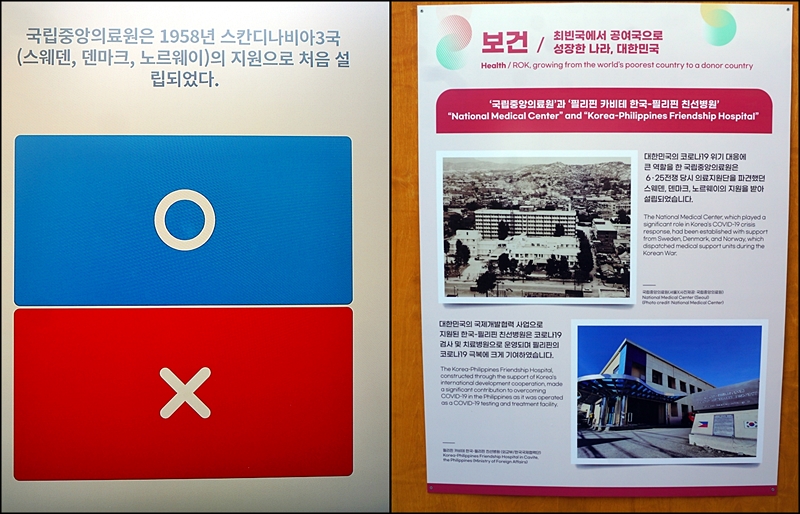 국립중앙의료원은 1958년 스칸디나비아3국
(스웨덴, 덴마크, 노르웨이)의 지원으로 처음 설
립되었다.
보건 / 최빈국에서 공여국으로
성장한 나라, 대한민국
Health / ROK, growing from the world's poorest country to a donor country
'국립중앙의료원'과 '필리핀 카비테 한국-필리핀 친선병원'
"National Medical Center" and "Korea-Philippines Friendship Hospital"
대한민국의 코로나19 위기 대응에
큰 역할을 한 국립중앙의료원은
6·25전쟁 당시 의료지원단을 파견했던
스웨덴, 덴마크, 노르웨이의 지원을 받아
설립되었습니다.
The National Medical Center, which played a
significant role in Korea's COVID-19 crisis
response, had been established with support
from Sweden, Denmark, and Norway, which
dispatched medical support units during the
Korean War.
National Medical Center (Seoul)
(Photo credit: National Medical Center)
대한민국의 국제개발협력 사업으로
지원된 한국-필리핀 친선병원은 코로나19
검사 및 치료병원으로 운영되며 필리핀의
코로나19 극복에 크게 기여하였습니다.
The Korea-Philippines Friendship Hospital,
constructed through the support of Korea's
international development cooperation, made
a significant contribution to overcoming
COVID-19 in the Philippines as it was operated
as a COVID-19 testing and treatment facility.
Korea-Philippines Friendship Hospital in Cavite,
the Philippines (Ministry of Foreign Affairs)